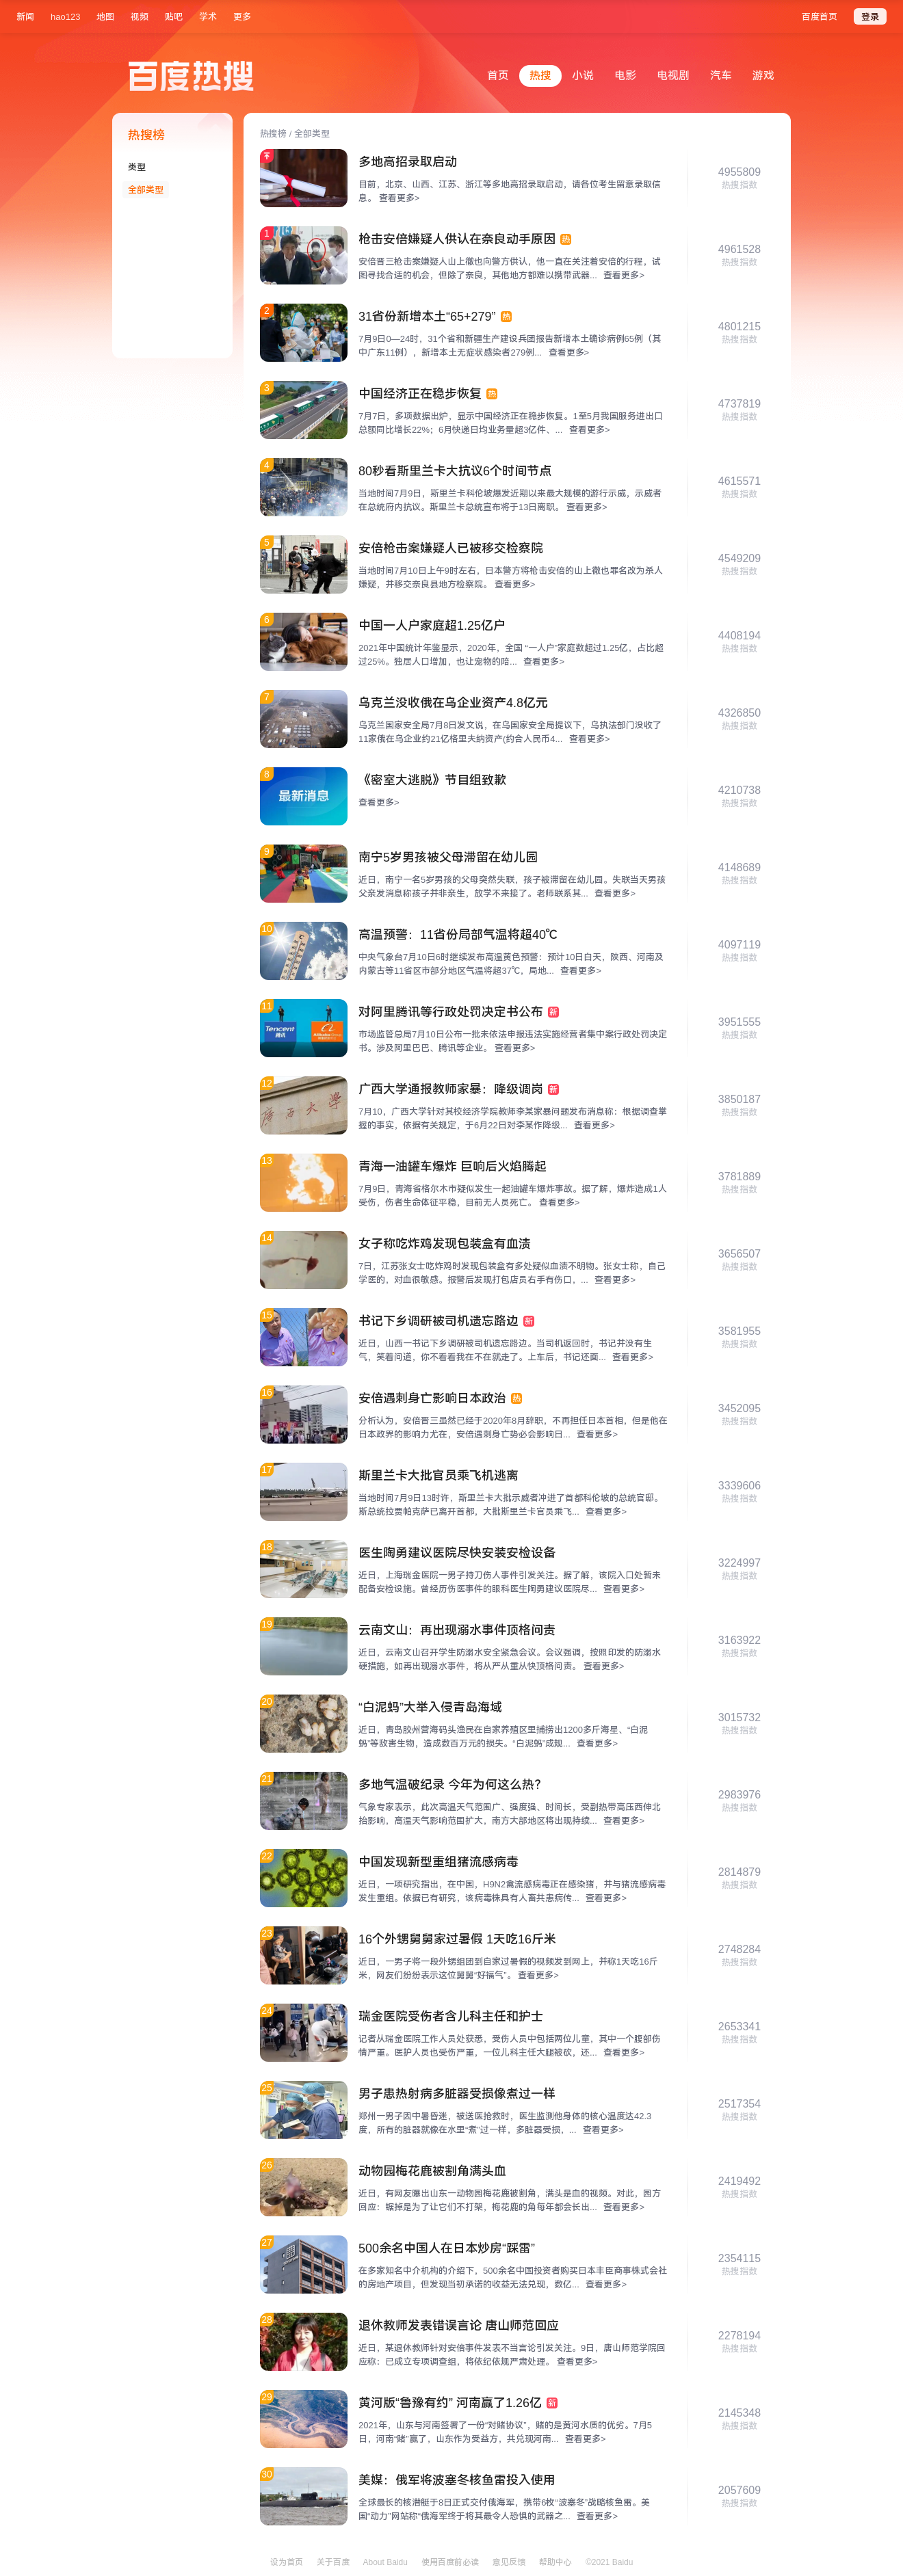 新闻 hao123 地图 视频 贴吧 学术 更多 百度首页 登录
百度热搜
首页 热搜 小说 电影 电视剧 汽车 游戏
热搜榜
类型
全部类型
热搜榜 / 全部类型
多地高招录取启动
目前，北京、山西、江苏、浙江等多地高招录取启动，请各位考生留意录取信
息。 查看更多>
4955809
热搜指数
1
枪击安倍嫌疑人供认在奈良动手原因 热
安倍晋三枪击案嫌疑人山上徹也向警方供认，他一直在关注着安倍的行程，试
图寻找合适的机会，但除了奈良，其他地方都难以携带武器... 查看更多>
4961528
热搜指数
2
31省份新增本土“65+279” 热
7月9日0—24时，31个省和新疆生产建设兵团报告新增本土确诊病例65例（其
中广东11例），新增本土无症状感染者279例... 查看更多>
4801215
热搜指数
3
中国经济正在稳步恢复 热
7月7日，多项数据出炉，显示中国经济正在稳步恢复。1至5月我国服务进出口
总额同比增长22%；6月快递日均业务量超3亿件，... 查看更多>
4737819
热搜指数
4
80秒看斯里兰卡大抗议6个时间节点
当地时间7月9日，斯里兰卡科伦坡爆发近期以来最大规模的游行示威，示威者
在总统府内抗议。斯里兰卡总统宣布将于13日离职。 查看更多>
4615571
热搜指数
5
安倍枪击案嫌疑人已被移交检察院
当地时间7月10日上午9时左右，日本警方将枪击安倍的山上徹也罪名改为杀人
嫌疑，并移交奈良县地方检察院。 查看更多>
4549209
热搜指数
6
中国一人户家庭超1.25亿户
2021年中国统计年鉴显示，2020年，全国 “一人户”家庭数超过1.25亿，占比超
过25%。独居人口增加，也让宠物的陪... 查看更多>
4408194
热搜指数
7
乌克兰没收俄在乌企业资产4.8亿元
乌克兰国家安全局7月8日发文说，在乌国家安全局提议下，乌执法部门没收了
11家俄在乌企业约21亿格里夫纳资产(约合人民币4... 查看更多>
4326850
热搜指数
8
最新消息
《密室大逃脱》节目组致歉
查看更多>
4210738
热搜指数
9
南宁5岁男孩被父母滞留在幼儿园
近日，南宁一名5岁男孩的父母突然失联，孩子被滞留在幼儿园。失联当天男孩
父亲发消息称孩子并非亲生，放学不来接了。老师联系其... 查看更多>
4148689
热搜指数
10
高温预警：11省份局部气温将超40℃
中央气象台7月10日6时继续发布高温黄色预警：预计10日白天，陕西、河南及
内蒙古等11省区市部分地区气温将超37℃，局地... 查看更多>
4097119
热搜指数
11
Tencent
腾讯
对阿里腾讯等行政处罚决定书公布 新
市场监管总局7月10日公布一批未依法申报违法实施经营者集中案行政处罚决定
书。涉及阿里巴巴、腾讯等企业。 查看更多>
3951555
热搜指数
12
廣西大學
广西大学通报教师家暴：降级调岗 新
7月10，广西大学针对其校经济学院教师李某家暴问题发布消息称：根据调查掌
握的事实，依据有关规定，于6月22日对李某作降级... 查看更多>
3850187
热搜指数
13
青海一油罐车爆炸 巨响后火焰腾起
7月9日，青海省格尔木市疑似发生一起油罐车爆炸事故。据了解，爆炸造成1人
受伤，伤者生命体征平稳，目前无人员死亡。 查看更多>
3781889
热搜指数
14
女子称吃炸鸡发现包装盒有血渍
7日，江苏张女士吃炸鸡时发现包装盒有多处疑似血渍不明物。张女士称，自己
学医的，对血很敏感。报警后发现打包店员右手有伤口，... 查看更多>
3656507
热搜指数
15
书记下乡调研被司机遗忘路边 新
近日，山西一书记下乡调研被司机遗忘路边。当司机返回时，书记并没有生
气，笑着问道，你不看看我在不在就走了。上车后，书记还面... 查看更多>
3581955
热搜指数
16
安倍遇刺身亡影响日本政治 热
分析认为，安倍晋三虽然已经于2020年8月辞职，不再担任日本首相，但是他在
日本政界的影响力尤在，安倍遇刺身亡势必会影响日... 查看更多>
3452095
热搜指数
17
斯里兰卡大批官员乘飞机逃离
当地时间7月9日13时许，斯里兰卡大批示威者冲进了首都科伦坡的总统官邸。
斯总统拉贾帕克萨已离开首都，大批斯里兰卡官员乘飞... 查看更多>
3339606
热搜指数
18
医生陶勇建议医院尽快安装安检设备
近日，上海瑞金医院一男子持刀伤人事件引发关注。据了解，该院入口处暂未
配备安检设施。曾经历伤医事件的眼科医生陶勇建议医院尽... 查看更多>
3224997
热搜指数
19
云南文山：再出现溺水事件顶格问责
近日，云南文山召开学生防溺水安全紧急会议。会议强调，按照印发的防溺水
硬措施，如再出现溺水事件，将从严从重从快顶格问责。 查看更多>
3163922
热搜指数
20
“白泥蚂”大举入侵青岛海域
近日，青岛胶州营海码头渔民在自家养殖区里捕捞出1200多斤海星、“白泥
蚂”等敌害生物，造成数百万元的损失。“白泥蚂”成规... 查看更多>
3015732
热搜指数
21
多地气温破纪录 今年为何这么热？
气象专家表示，此次高温天气范围广、强度强、时间长，受副热带高压西伸北
抬影响，高温天气影响范围扩大，南方大部地区将出现持续... 查看更多>
2983976
热搜指数
22
中国发现新型重组猪流感病毒
近日，一项研究指出，在中国，H9N2禽流感病毒正在感染猪，并与猪流感病毒
发生重组。依据已有研究，该病毒株具有人畜共患病传... 查看更多>
2814879
热搜指数
23
16个外甥舅舅家过暑假 1天吃16斤米
近日，一男子将一段外甥组团到自家过暑假的视频发到网上，并称1天吃16斤
米，网友们纷纷表示这位舅舅“好福气”。 查看更多>
2748284
热搜指数
24
瑞金医院受伤者含儿科主任和护士
记者从瑞金医院工作人员处获悉，受伤人员中包括两位儿童，其中一个腹部伤
情严重。医护人员也受伤严重，一位儿科主任大腿被砍，还... 查看更多>
2653341
热搜指数
25
男子患热射病多脏器受损像煮过一样
郑州一男子因中暑昏迷，被送医抢救时，医生监测他身体的核心温度达42.3
度，所有的脏器就像在水里“煮”过一样，多脏器受损，... 查看更多>
2517354
热搜指数
26
动物园梅花鹿被割角满头血
近日，有网友曝出山东一动物园梅花鹿被割角，满头是血的视频。对此，园方
回应：锯掉是为了让它们不打架，梅花鹿的角每年都会长出... 查看更多>
2419492
热搜指数
27
500余名中国人在日本炒房“踩雷”
在多家知名中介机构的介绍下，500余名中国投资者购买日本丰臣商事株式会社
的房地产项目，但发现当初承诺的收益无法兑现，数亿... 查看更多>
2354115
热搜指数
28
退休教师发表错误言论 唐山师范回应
近日，某退休教师针对安倍事件发表不当言论引发关注。9日，唐山师范学院回
应称：已成立专项调查组，将依纪依规严肃处理。 查看更多>
2278194
热搜指数
29
黄河版“鲁豫有约” 河南赢了1.26亿 新
2021年，山东与河南签署了一份“对赌协议”，赌的是黄河水质的优劣。7月5
日，河南“赌”赢了，山东作为受益方，共兑现河南... 查看更多>
2145348
热搜指数
30
美媒：俄军将波塞冬核鱼雷投入使用
全球最长的核潜艇于8日正式交付俄海军，携带6枚“波塞冬”战略核鱼雷。美
国“动力”网站称“俄海军终于将其最令人恐惧的武器之... 查看更多>
2057609
热搜指数
设为首页 关于百度 About Baidu 使用百度前必读 意见反馈 帮助中心 ©2021 Baidu